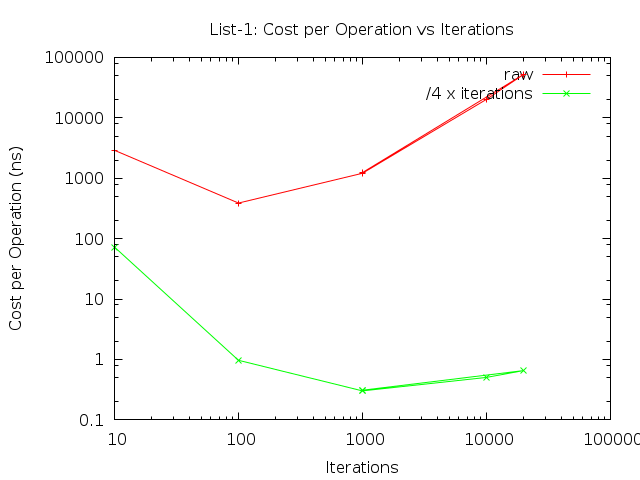 List-1: Cost per Operation vs Iterations
100000
10000
1000
100
10
1
0.1
Cost per Operation (ns)
raw
/4 x iterations
10 100 1000 10000 100000
Iterations